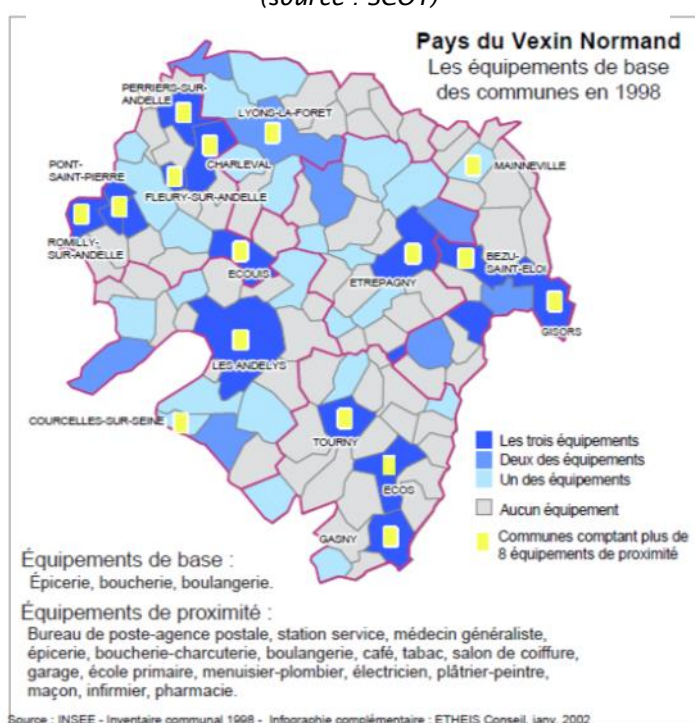 (source : SCOT)
Pays du Vexin Normand
Les équipements de base
des communes en 1998
PERRIERS-SUR-
ANDELLE
LYONS-LA-FORET
CHARLEVAL
MAINNEVILLE
PONT-
SAINT-PIERRE
FLEURY-SUR-ANDELLE
ROMILLY-
SUR-ANDELLE
ECOUIS
ETREPAGNY
BEZU-
SAINT-ELOI
GISORS
LES ANDELYS
COURCELLES-SUR-SEINE
TOURNY
ECOS
GASNY
Les trois équipements
Deux des équipements
Un des équipements
Aucun équipement
Communes comptant plus de
8 équipements de proximité
Équipements de base :
Épicerie, boucherie, boulangerie.
Équipements de proximité :
Bureau de poste-agence postale, station service, médecin généraliste,
épicerie, boucherie-charcuterie, boulangerie, café, tabac, salon de coiffure,
garage, école primaire, menuisier-plombier, électricien, plâtrier-peintre,
maçon, infirmier, pharmacie.
Source : INSEE - Inventaire communal 1998 - Infographie complémentaire : ETHEIS Conseil, janv. 2002